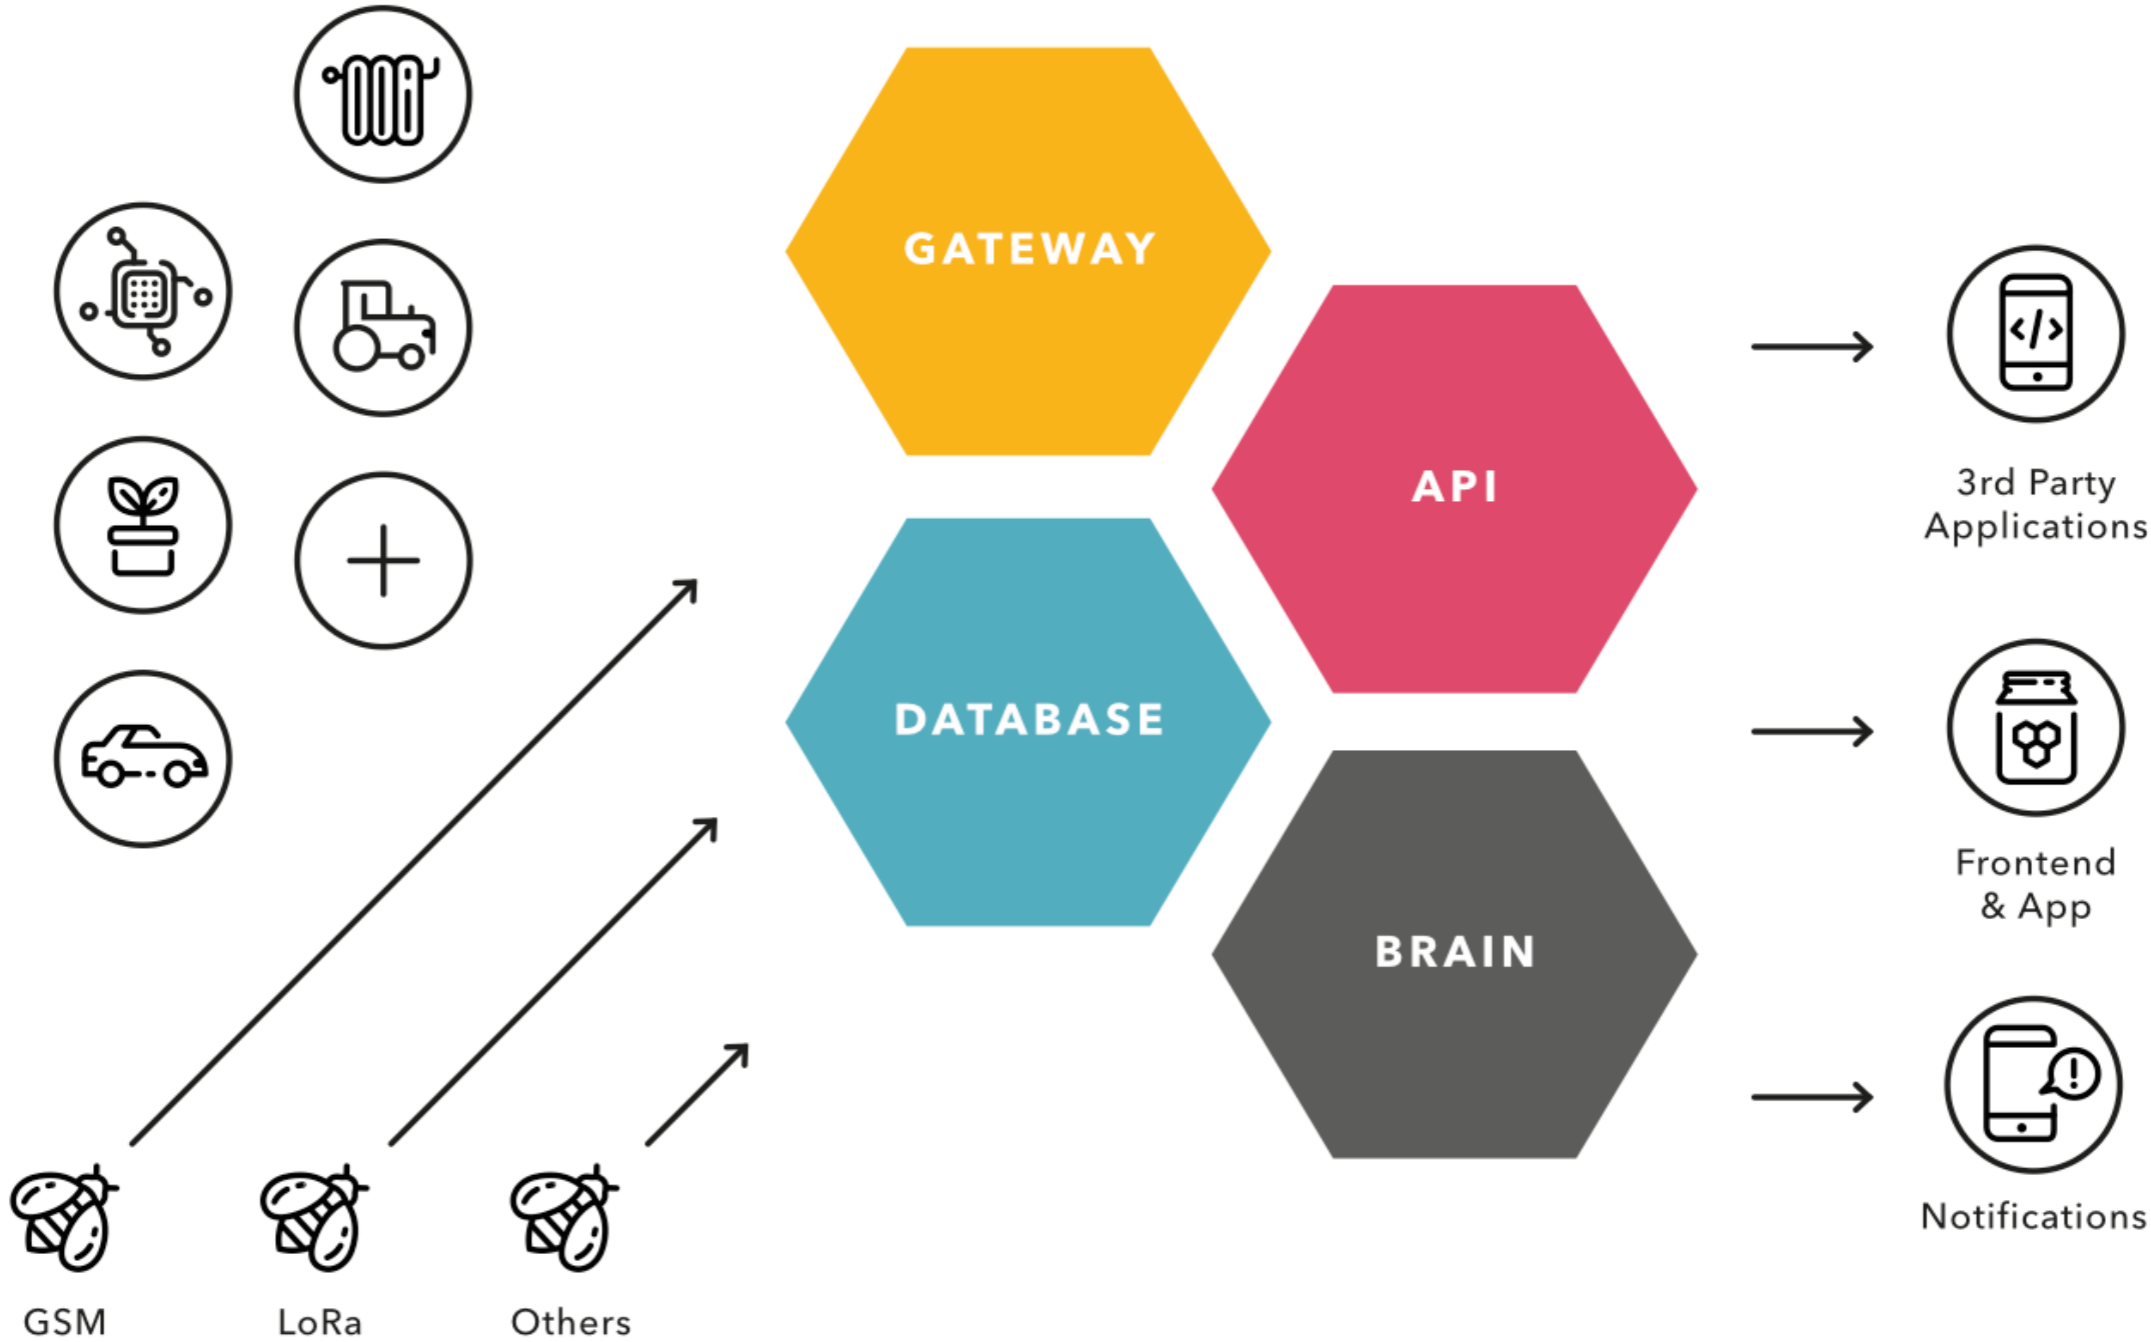 GATEWAY
API
DATABASE
BRAIN
3rd Party
Applications
Frontend
& App
Notifications
GSM
LoRa
Others